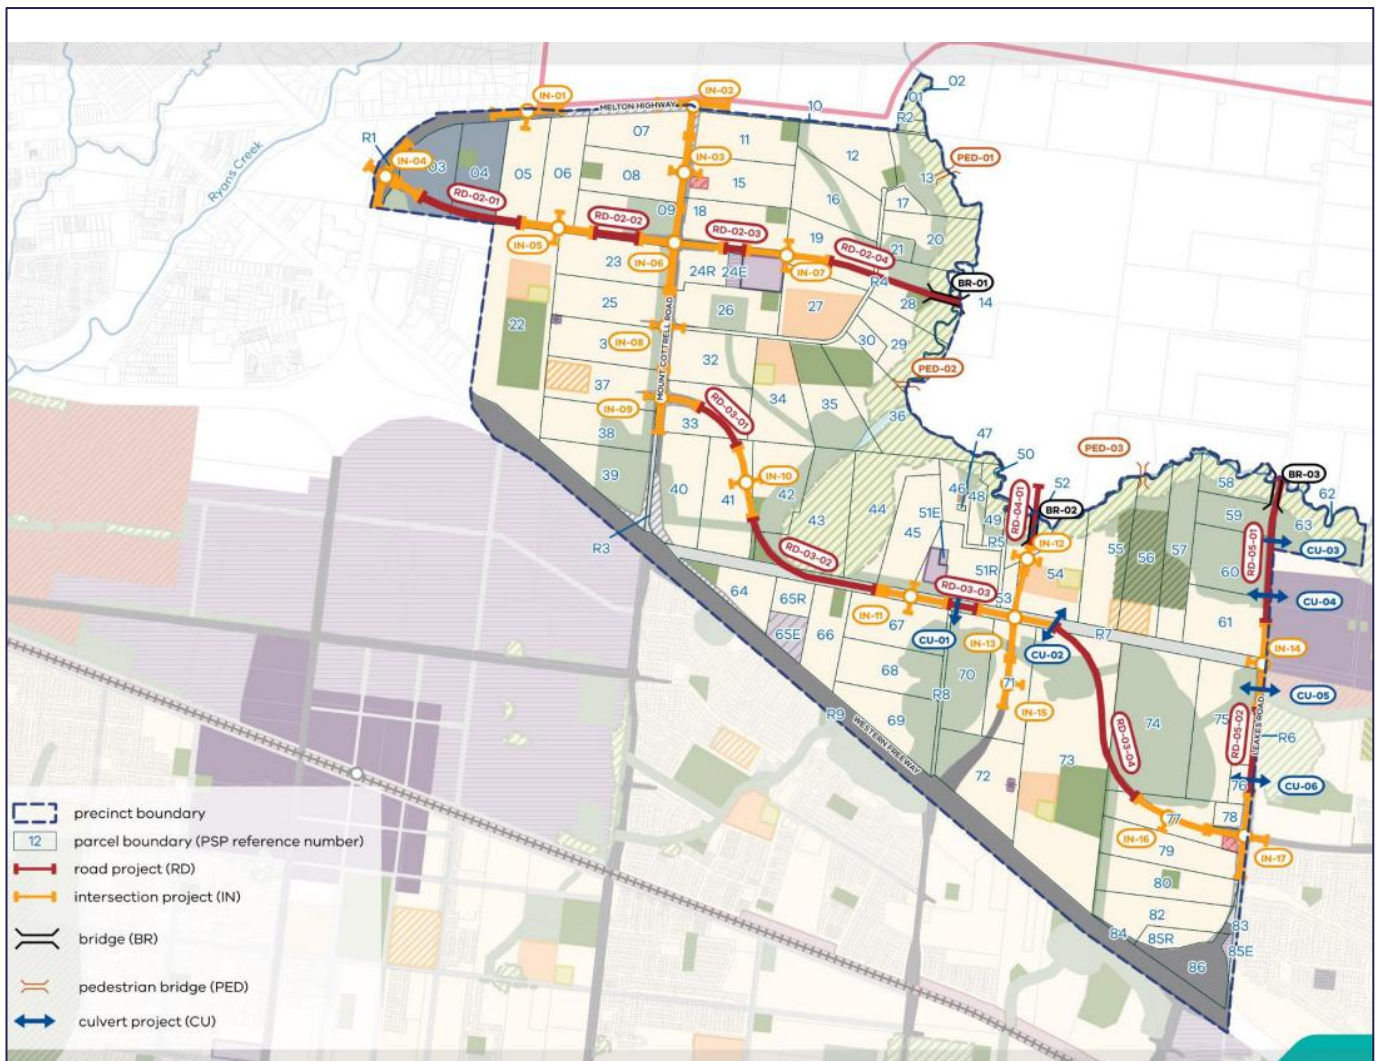 IN-01
IN-02
MELTON HIGHWAY
10
01
02
R2
R1
IN-04
03
04
05
06
07
08
09
IN-03
11
12
15
16
13
PED-01
17
18
19
20
21
Ryans Creek
RD-02-01
RD-02-02
RD-02-03
RD-02-04
IN-05
IN-06
IN-07
23
24R
24E
R4
BR-01
14
22
25
26
27
28
29
30
3
IN-08
MOUNT COTTRELL ROAD
32
34
35
36
PED-02
37
IN-09
33
RD-03-01
38
39
40
41
IN-10
42
43
44
45
46
47
48
49
50
51E
51R
R5
RD-04-01
52
BR-02
IN-12
53
54
PED-03
55
56
57
58
59
60
61
62
63
BR-03
RD-05-01
CU-03
CU-04
R3
RD-03-02
RD-03-03
64
65R
65E
66
67
IN-11
CU-01
IN-13
CU-02
R7
IN-14
CU-05
68
69
70
R8
71
IN-15
R9
WESTERN FREEWAY
72
73
74
75
RD-03-04
RD-05-02
LEAKES ROAD
R6
76
CU-06
77
78
IN-16
IN-17
79
80
82
83
84
85R
85E
86
precinct boundary
12 parcel boundary (PSP reference number)
road project (RD)
intersection project (IN)
bridge (BR)
pedestrian bridge (PED)
culvert project (CU)